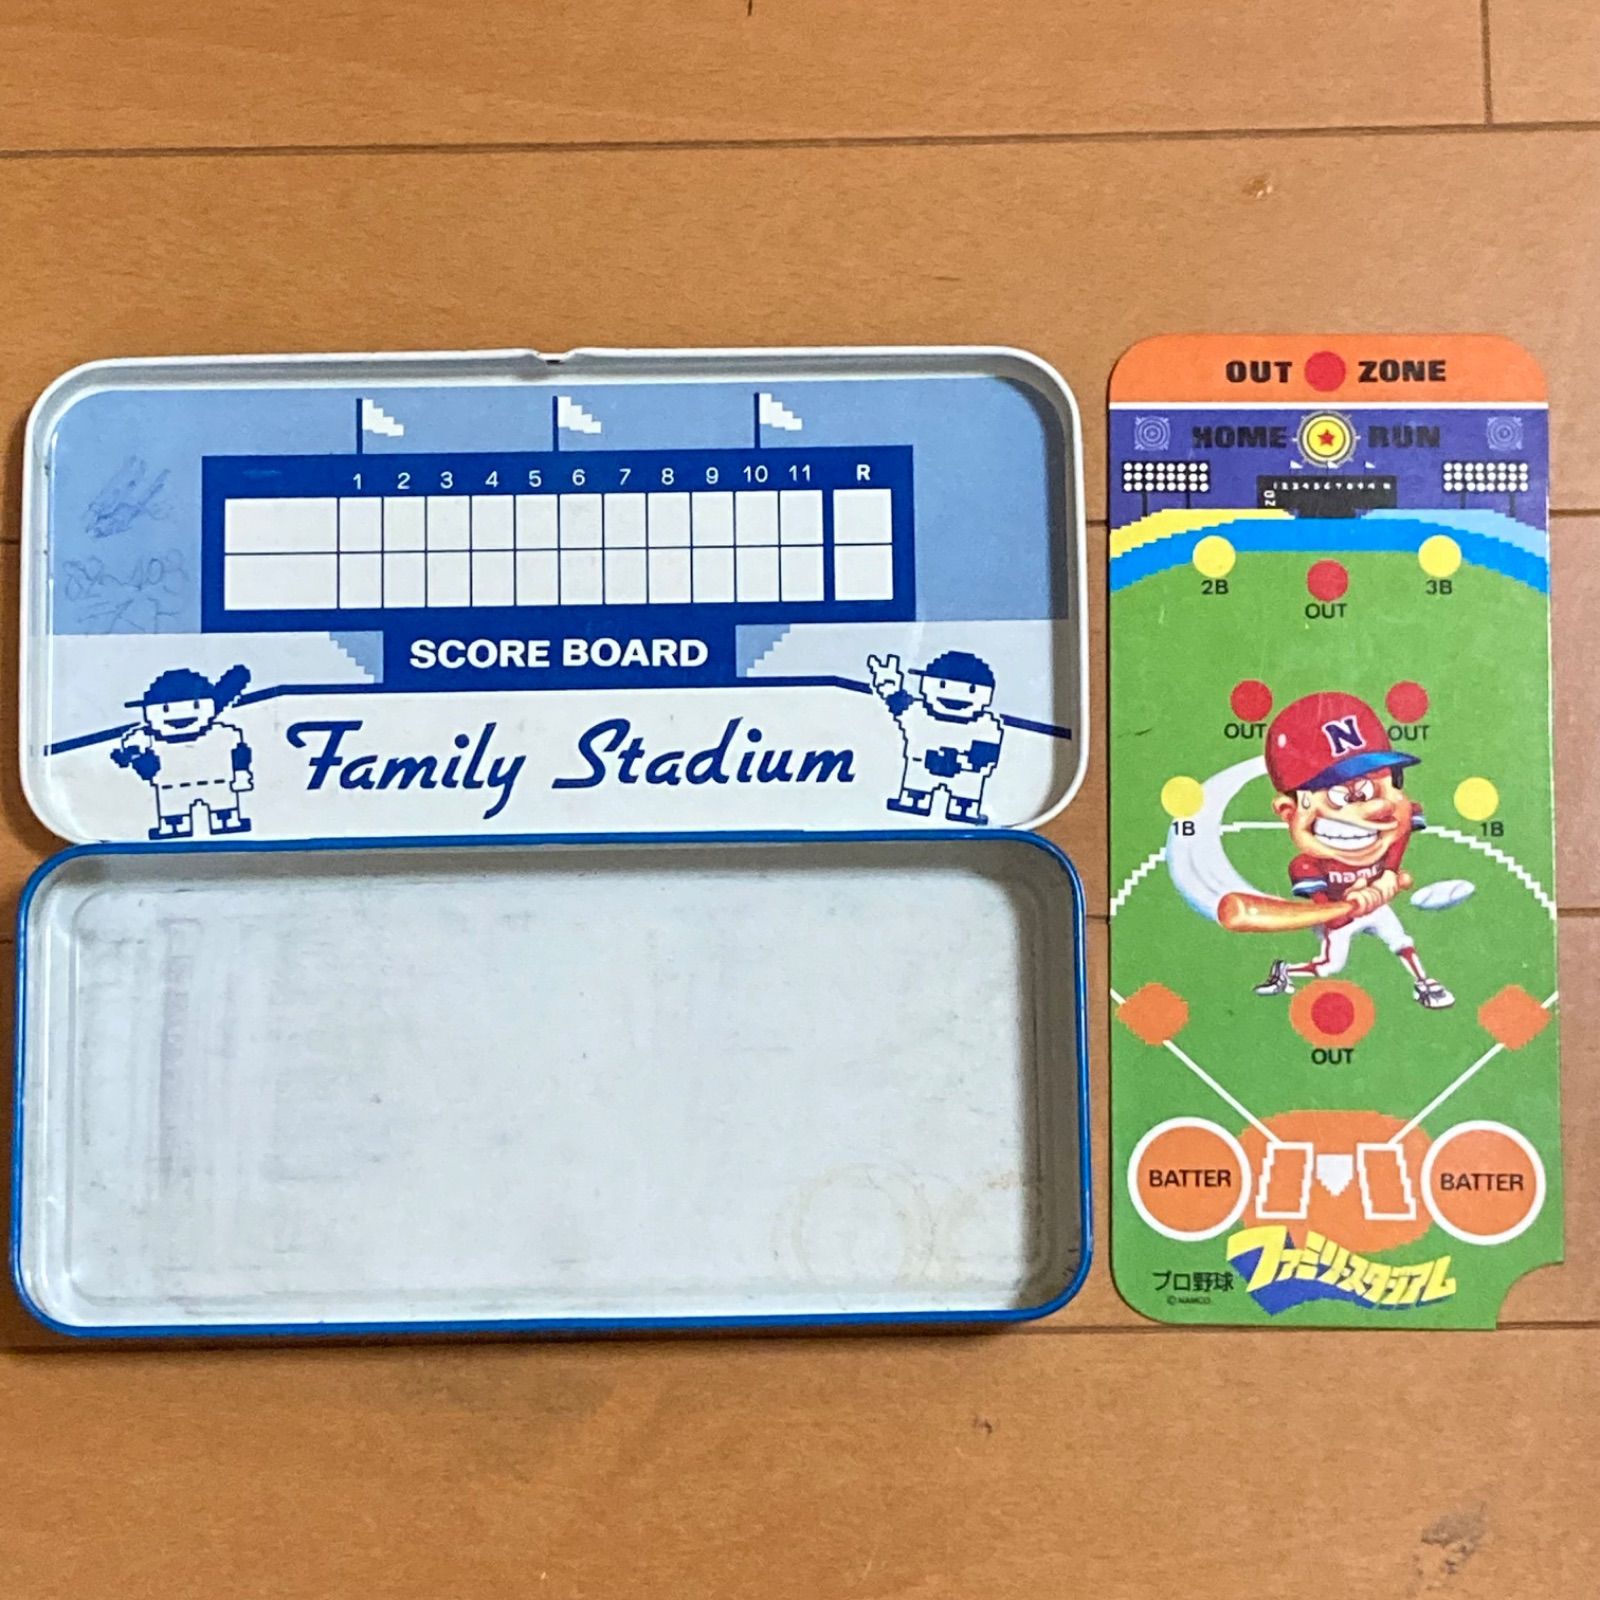 1 2 3 4 5 6 7 8 9 10 11 R
SCORE BOARD
Family Stadium
OUT ZONE
HOME RUN
2B
3B
OUT
OUT
OUT
N
1B
1B
OUT
BATTER
BATTER
プロ野球
ファミリースタジアム
©NAMCO